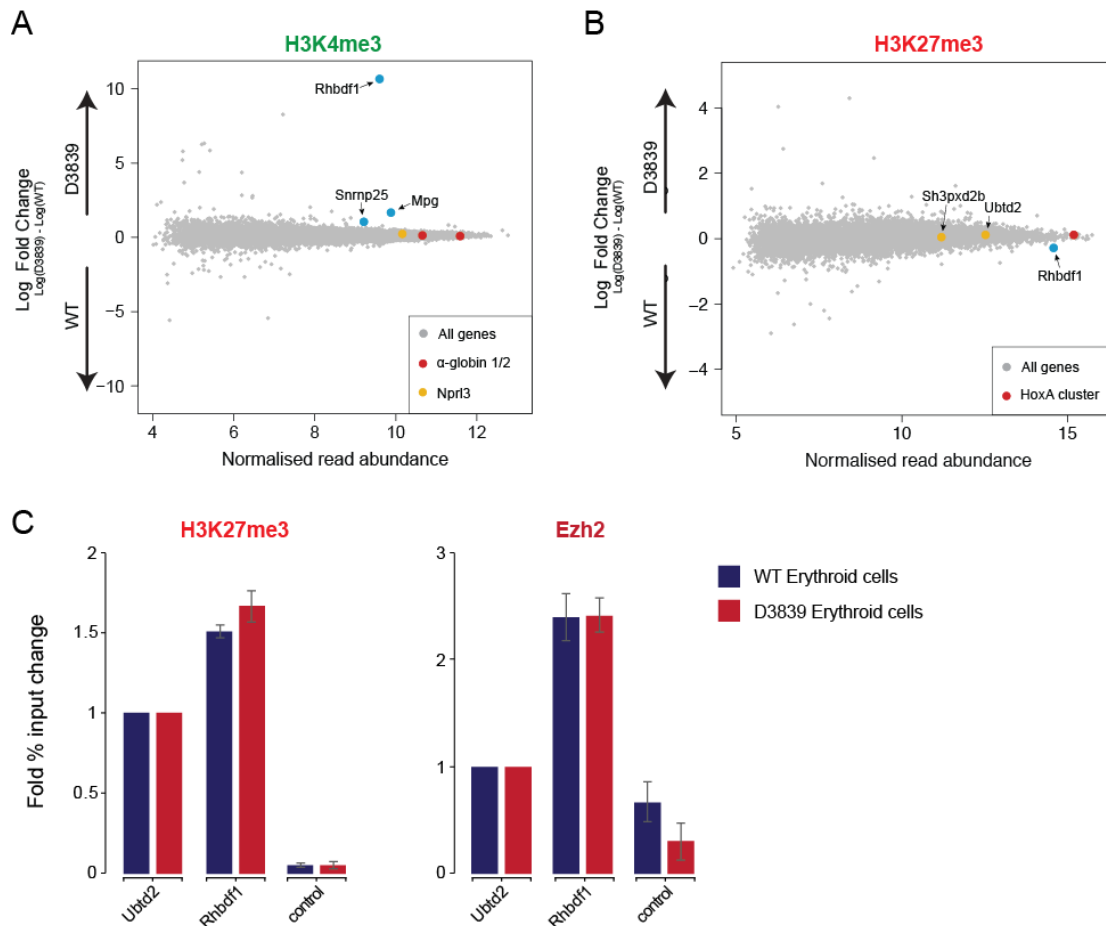 A
H3K4me3
10
5
0
−5
−10
Log Fold Change
Log(D3839) - Log(WT)
D3839
WT
Rhbdf1
Snrnp25
Mpg
All genes
α-globin 1/2
Nprl3
4 6 8 10 12
Normalised read abundance
B
H3K27me3
4
2
0
−2
−4
Log Fold Change
Log(D3839) - Log(WT)
D3839
WT
Sh3pxd2b
Ubtd2
Rhbdf1
All genes
HoxA cluster
5 10 15
Normalised read abundance
C
H3K27me3
Fold % input change
2
1.5
1
0.5
0
Ubtd2
Rhbdf1
control
Ezh2
3
2
1
0
Ubtd2
Rhbdf1
control
WT Erythroid cells
D3839 Erythroid cells